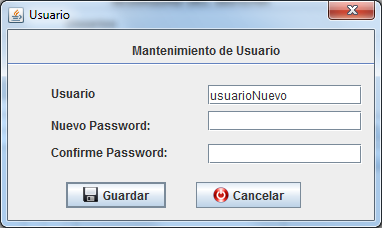 Usuario
Mantenimiento de Usuario
Usuario usuarioNuevo
Nuevo Password:
Confirme Password:
Guardar Cancelar